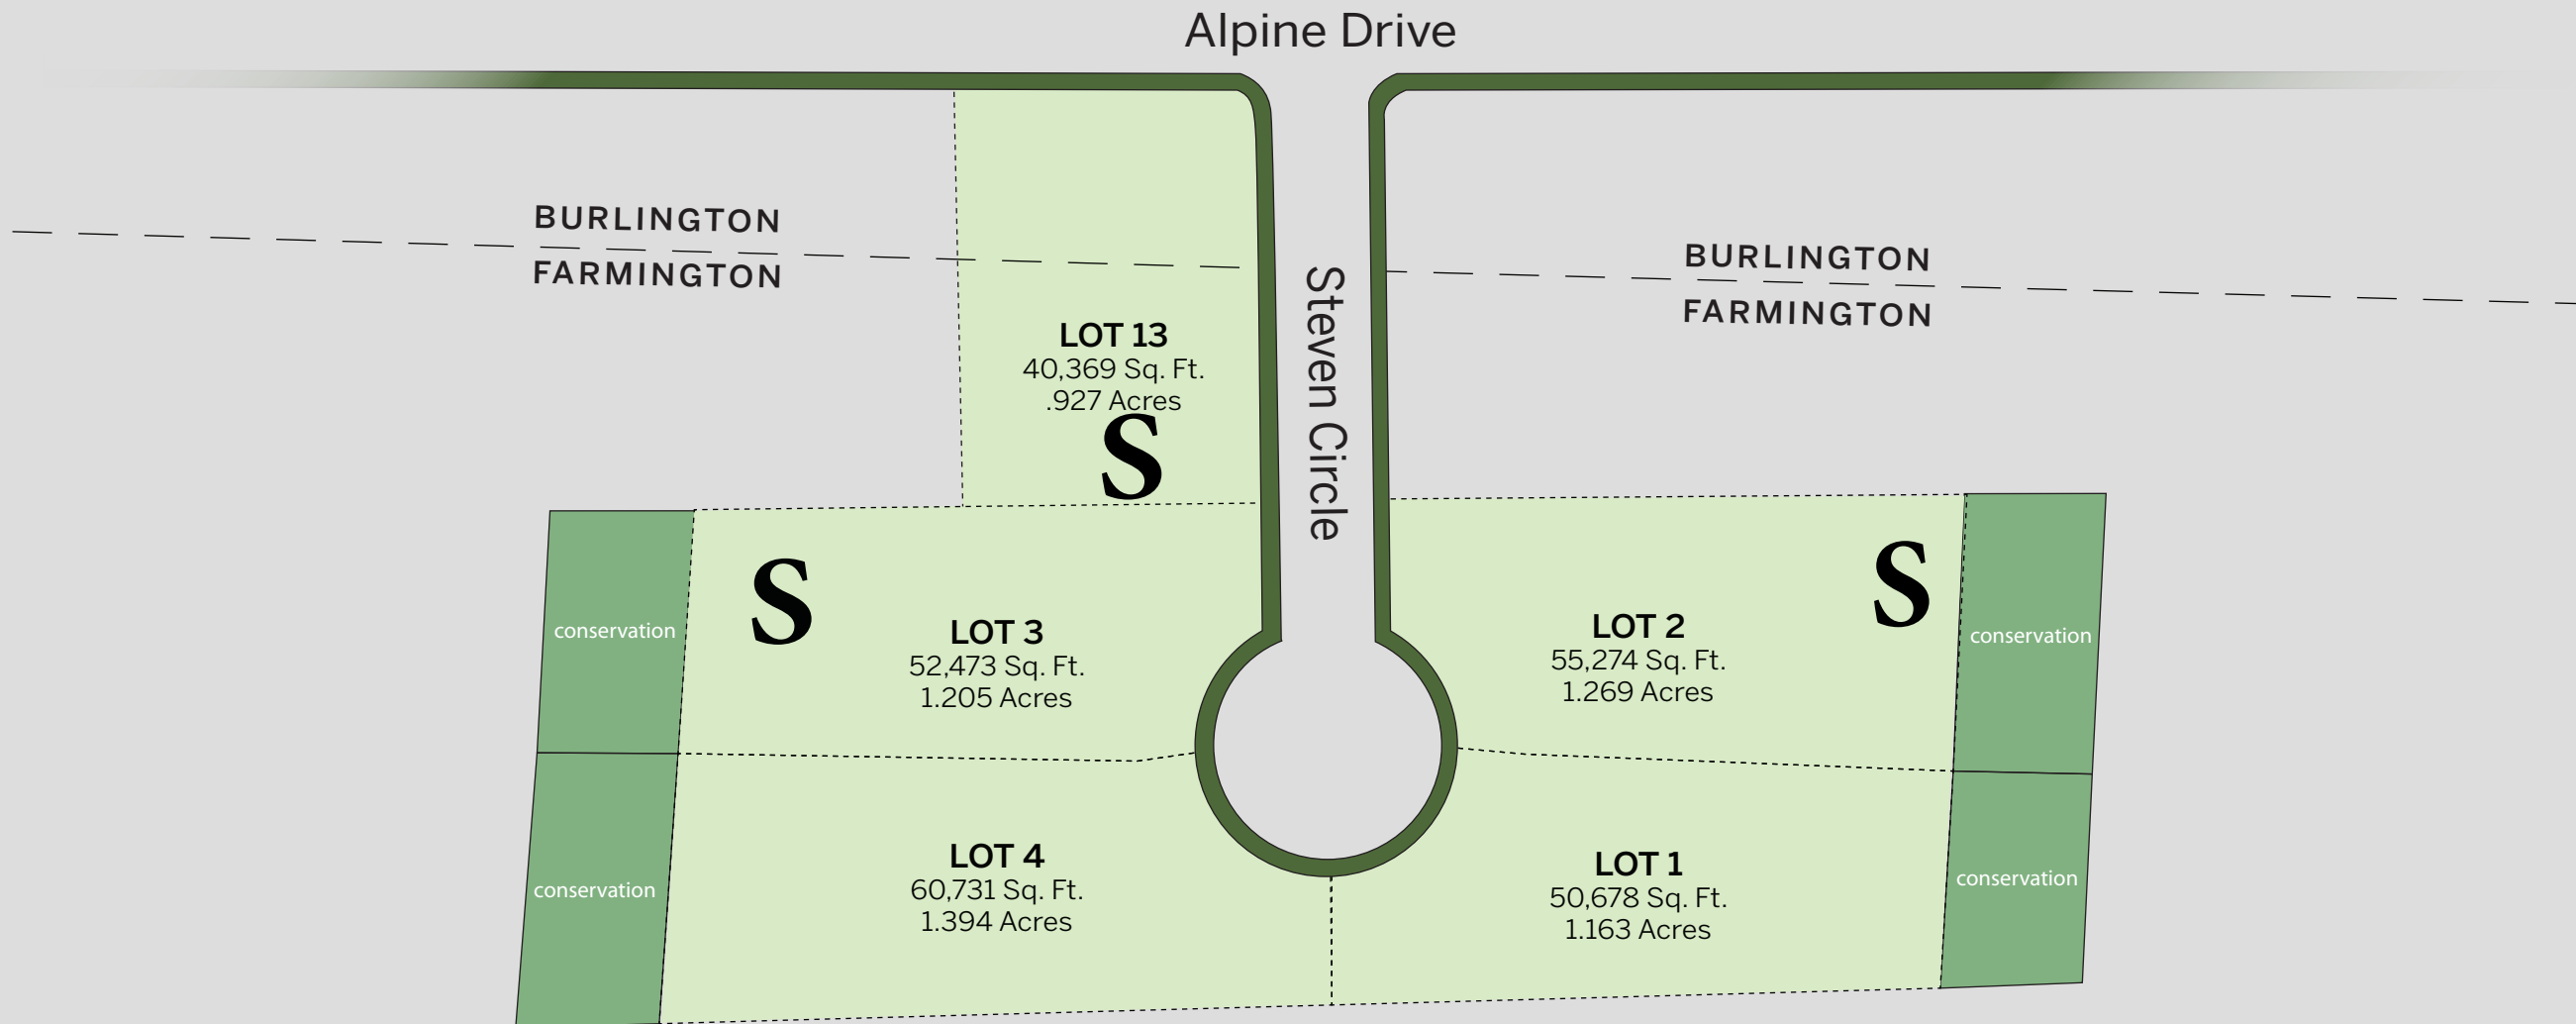 Alpine Drive
BURLINGTON
FARMINGTON
BURLINGTON
FARMINGTON
Steven Circle
LOT 13
40,369 Sq. Ft.
.927 Acres
S
S
LOT 3
52,473 Sq. Ft.
1.205 Acres
conservation
S
LOT 2
55,274 Sq. Ft.
1.269 Acres
conservation
LOT 4
60,731 Sq. Ft.
1.394 Acres
conservation
LOT 1
50,678 Sq. Ft.
1.163 Acres
conservation